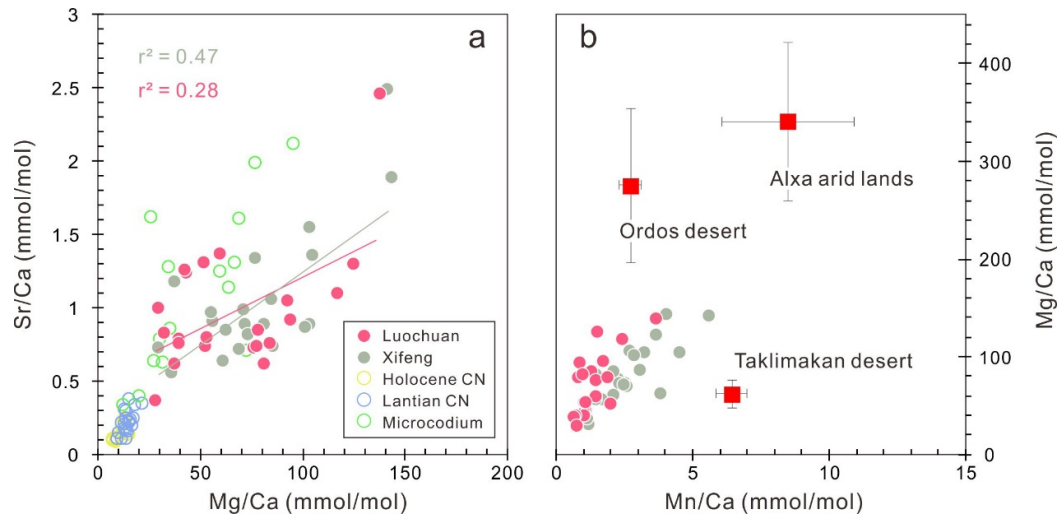 a
r² = 0.47
r² = 0.28
3
2.5
2
1.5
1
0.5
0
Sr/Ca (mmol/mol)
0
50
100
150
200
Mg/Ca (mmol/mol)
Luochuan
Xifeng
Holocene CN
Lantian CN
Microcodium
b
Alxa arid lands
Ordos desert
Taklimakan desert
400
300
200
100
0
Mg/Ca (mmol/mol)
0
5
10
15
Mn/Ca (mmol/mol)